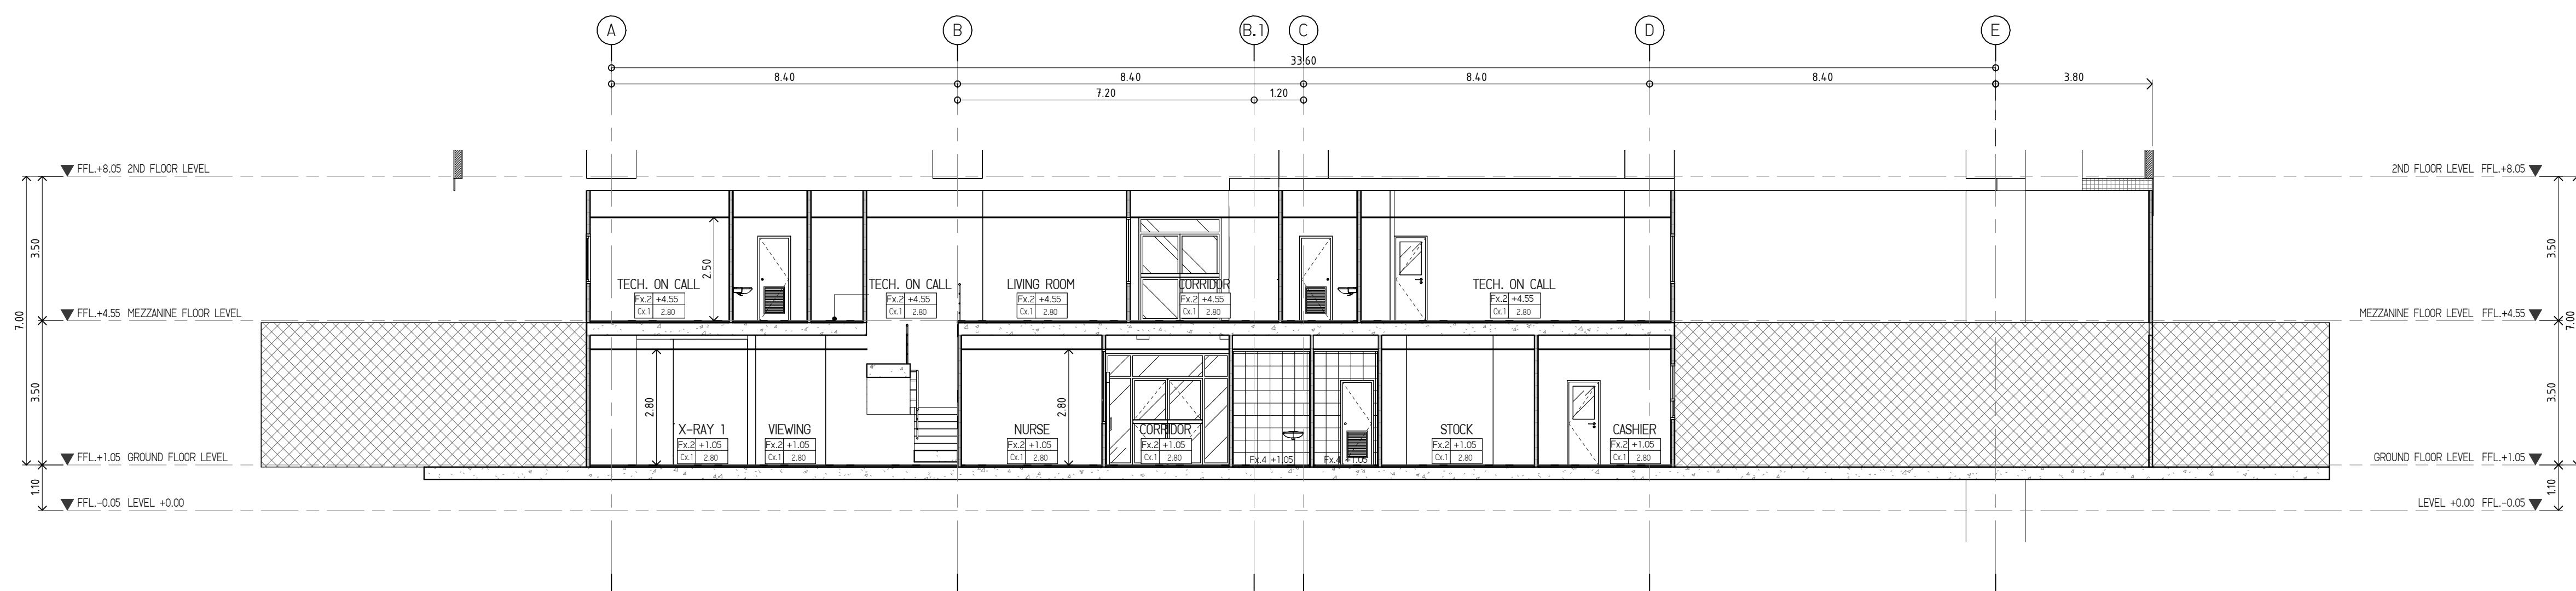 A B B.1 C D E
33.60
8.40 8.40 8.40 8.40 3.80
7.20 1.20
FFL.+8.05 2ND FLOOR LEVEL
2ND FLOOR LEVEL FFL.+8.05
3.50
2.50
3.50
TECH. ON CALL
Fx.2 +4.55
Cx.1 2.80
TECH. ON CALL
Fx.2 +4.55
Cx.1 2.80
LIVING ROOM
Fx.2 +4.55
Cx.1 2.80
CORRIDOR
Fx.2 +4.55
Cx.1 2.80
TECH. ON CALL
Fx.2 +4.55
Cx.1 2.80
7.00
FFL.+4.55 MEZZANINE FLOOR LEVEL
MEZZANINE FLOOR LEVEL FFL.+4.55
7.00
3.50
2.80
2.80
3.50
X-RAY 1
Fx.2 +1.05
Cx.1 2.80
VIEWING
Fx.2 +1.05
Cx.1 2.80
NURSE
Fx.2 +1.05
Cx.1 2.80
CORRIDOR
Fx.2 +1.05
Cx.1 2.80
Fx.4 +1.05
Fx.4 +1.05
STOCK
Fx.2 +1.05
Cx.1 2.80
CASHIER
Fx.2 +1.05
Cx.1 2.80
FFL.+1.05 GROUND FLOOR LEVEL
GROUND FLOOR LEVEL FFL.+1.05
1.10
1.10
FFL.-0.05 LEVEL +0.00
LEVEL +0.00 FFL.-0.05